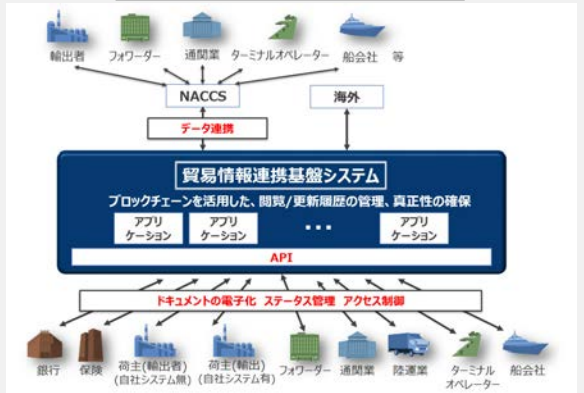 輸出者 フォワーダー 通関業 ターミナルオペレーター 船会社 等
NACCS 海外
データ連携
貿易情報連携基盤システム
ブロックチェーンを活用した、閲覧/更新履歴の管理、真正性の確保
アプリ
ケーション
アプリ
ケーション
・・・
アプリ
ケーション
API
ドキュメントの電子化 ステータス管理 アクセス制御
銀行 保険
荷主(輸出者)
(自社システム無)
荷主(輸出)
(自社システム有)
フォワーダー 通関業 陸運業
ターミナル
オペレーター
船会社